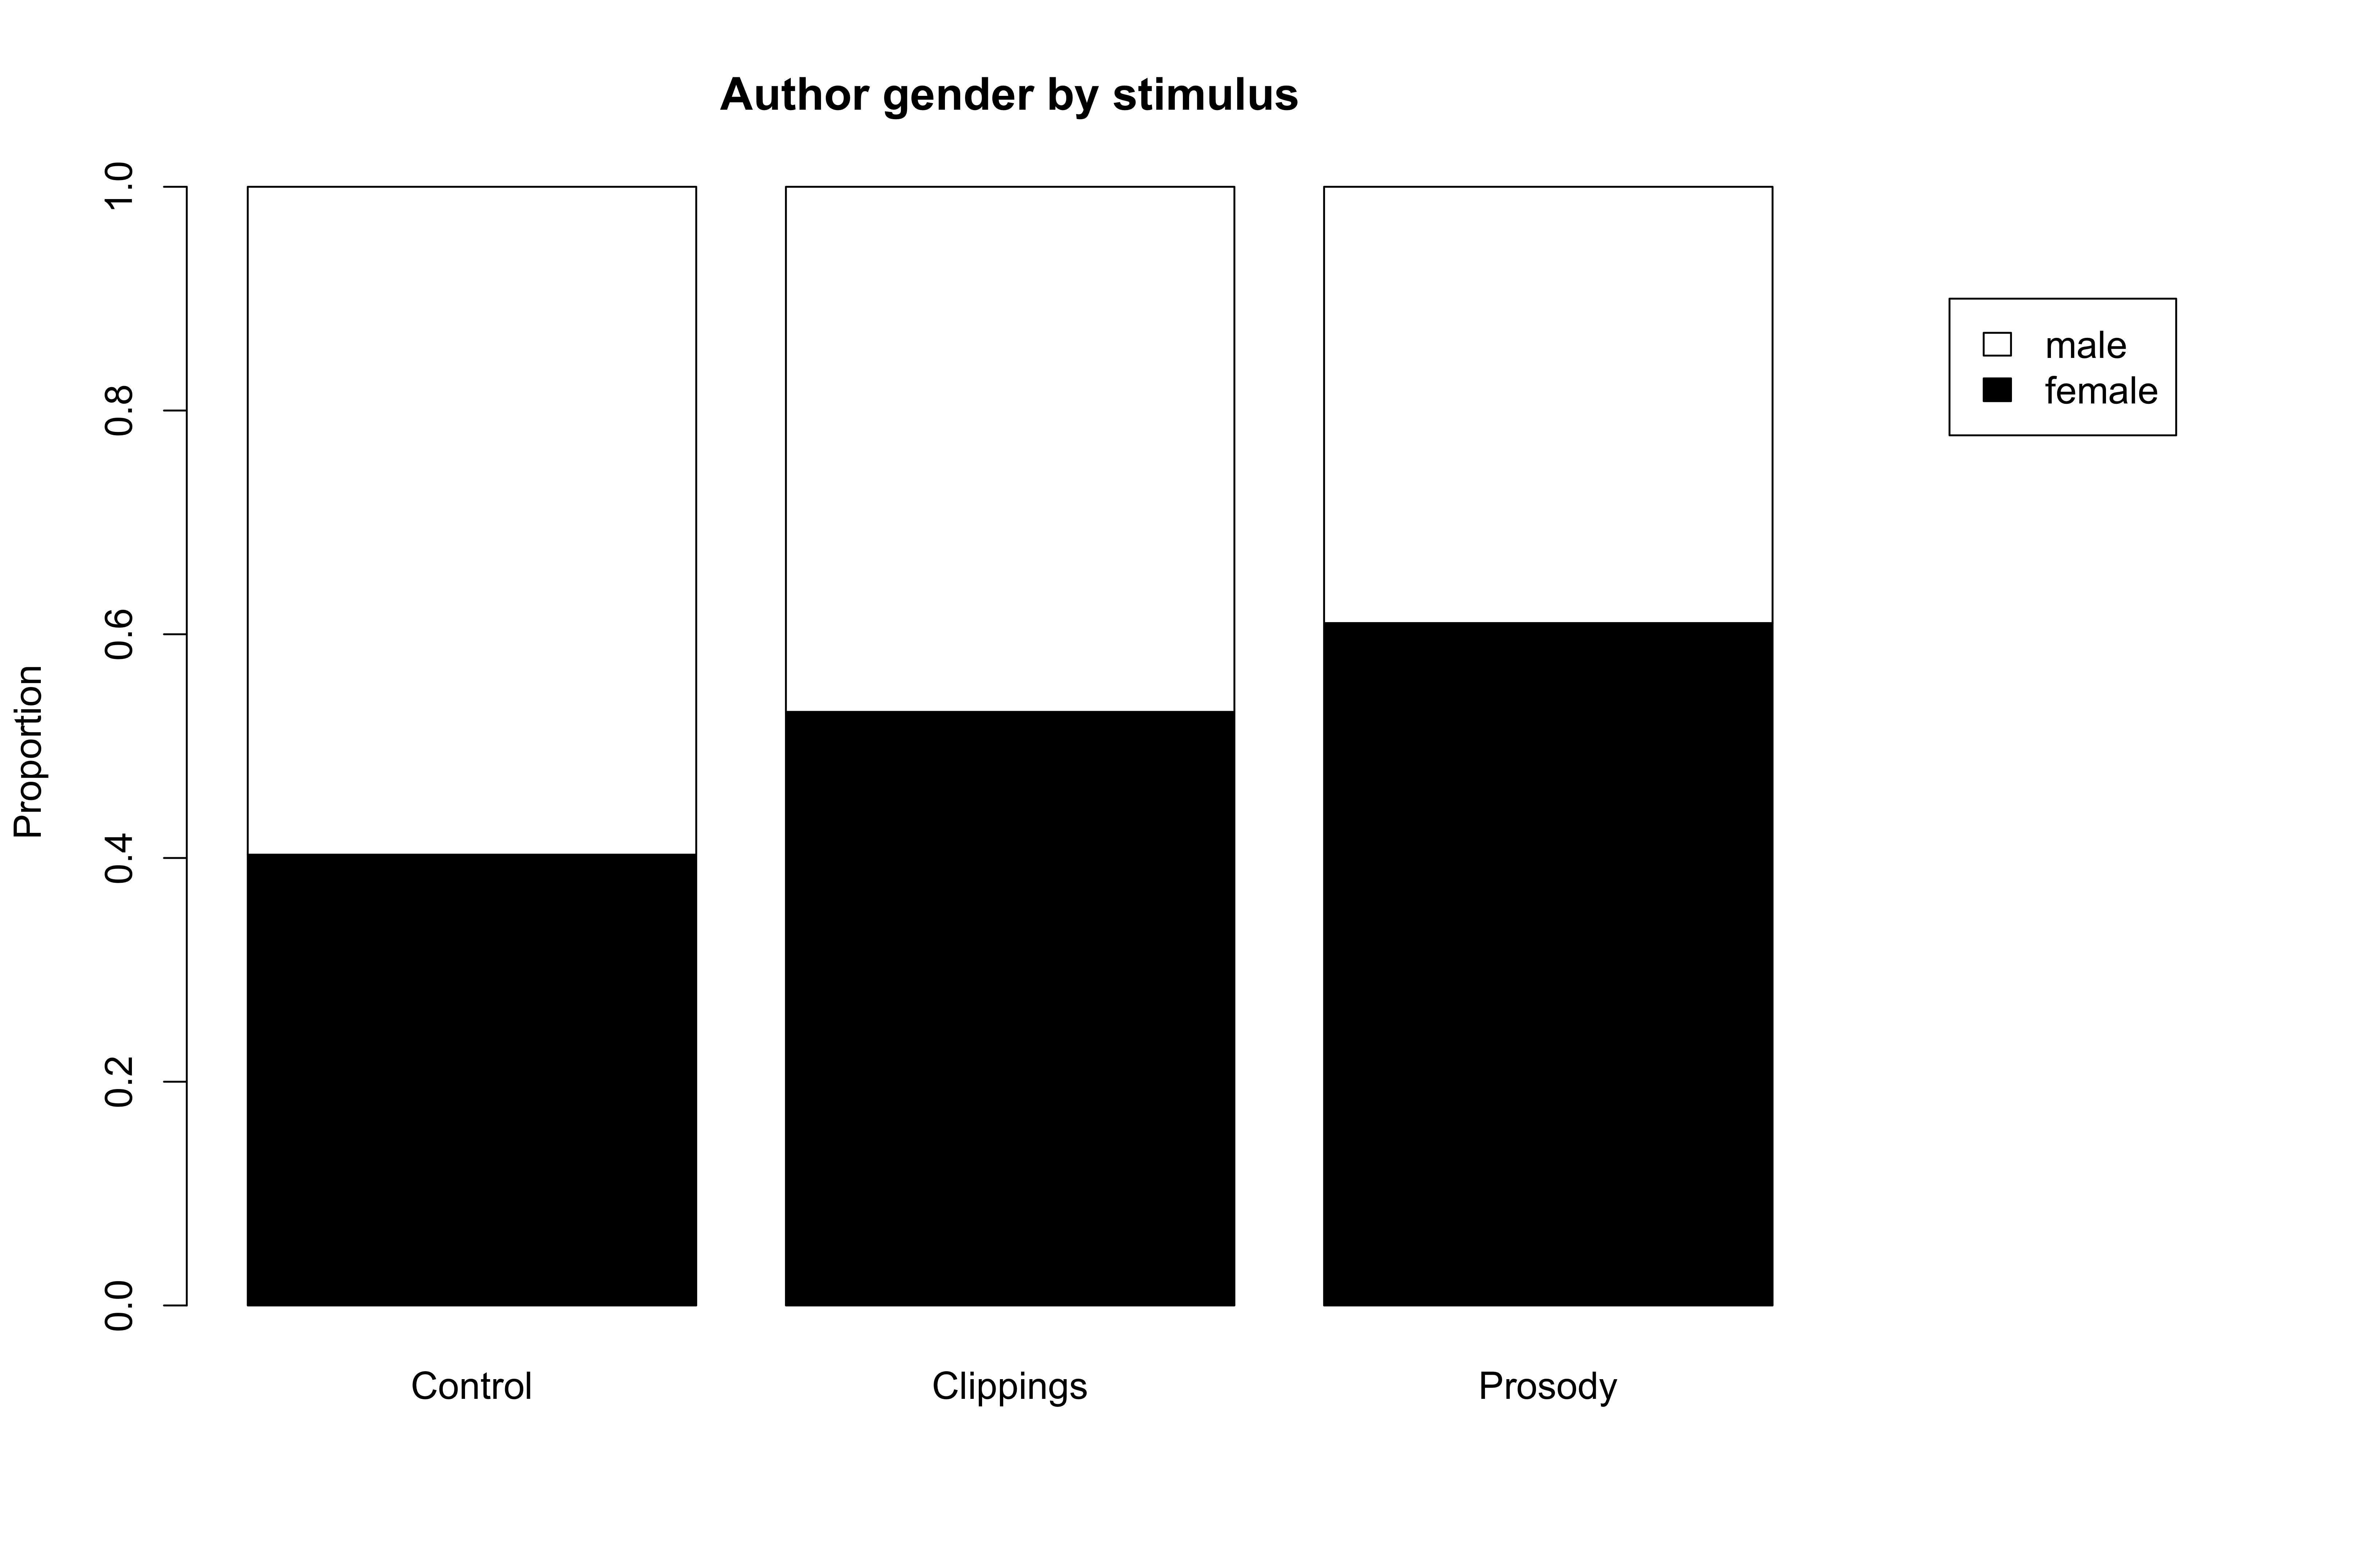 Author gender by stimulus
Proportion
1.0
0.8
0.6
0.4
0.2
0.0
Control
Clippings
Prosody
male
female